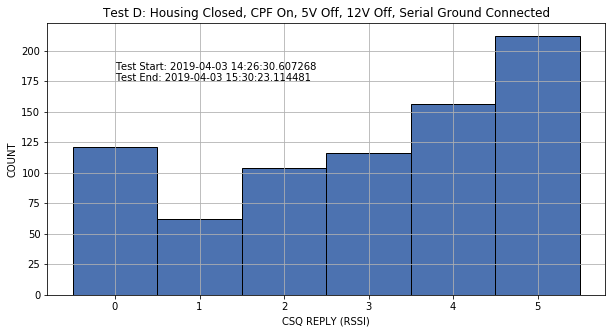 Test D: Housing Closed, CPF On, 5V Off, 12V Off, Serial Ground Connected
Test Start: 2019-04-03 14:26:30.607268
Test End: 2019-04-03 15:30:23.114481
COUNT
200
175
150
125
100
75
50
25
0
0 1 2 3 4 5
CSQ REPLY (RSSI)